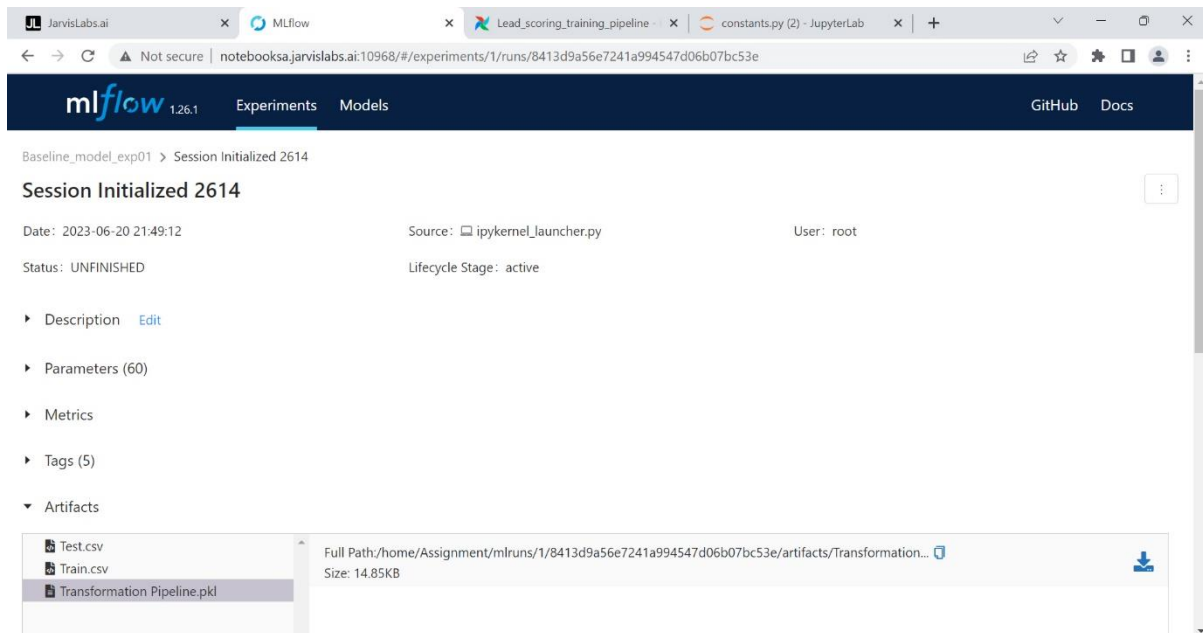 JL JarvisLabs.ai
MLflow
Lead_scoring_training_pipeline -
constants.py (2) - JupyterLab
Not secure | notebooksa.jarvislabs.ai:10968/#/experiments/1/runs/8413d9a56e7241a994547d06b07bc53e
mlflow 1.26.1 Experiments Models GitHub Docs
Baseline_model_exp01 > Session Initialized 2614
Session Initialized 2614
Date: 2023-06-20 21:49:12 Source: ipykernel_launcher.py User: root
Status: UNFINISHED Lifecycle Stage: active
Description Edit
Parameters (60)
Metrics
Tags (5)
Artifacts
Test.csv
Train.csv
Transformation Pipeline.pkl
Full Path:/home/Assignment/mlruns/1/8413d9a56e7241a994547d06b07bc53e/artifacts/Transformation...
Size: 14.85KB